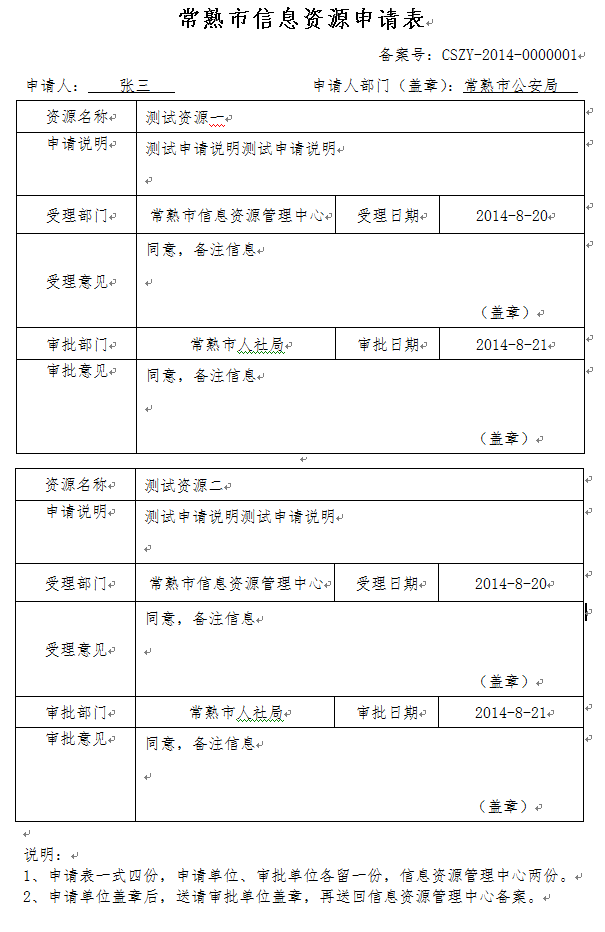 常熟市信息资源申请表
备案号：CSZY-2014-0000001
申请人：张三 申请人部门（盖章）：常熟市公安局
资源名称 测试资源一
申请说明 测试申请说明测试申请说明
受理部门 常熟市信息资源管理中心 受理日期 2014-8-20
同意，备注信息
受理意见
（盖章）
审批部门 常熟市人社局 审批日期 2014-8-21
审批意见 同意，备注信息
（盖章）
资源名称 测试资源二
申请说明 测试申请说明测试申请说明
受理部门 常熟市信息资源管理中心 受理日期 2014-8-20
同意，备注信息
受理意见
（盖章）
审批部门 常熟市人社局 审批日期 2014-8-21
审批意见 同意，备注信息
（盖章）
说明：
1、申请表一式四份，申请单位、审批单位各留一份，信息资源管理中心两份。
2、申请单位盖章后，送请审批单位盖章，再送回信息资源管理中心备案。